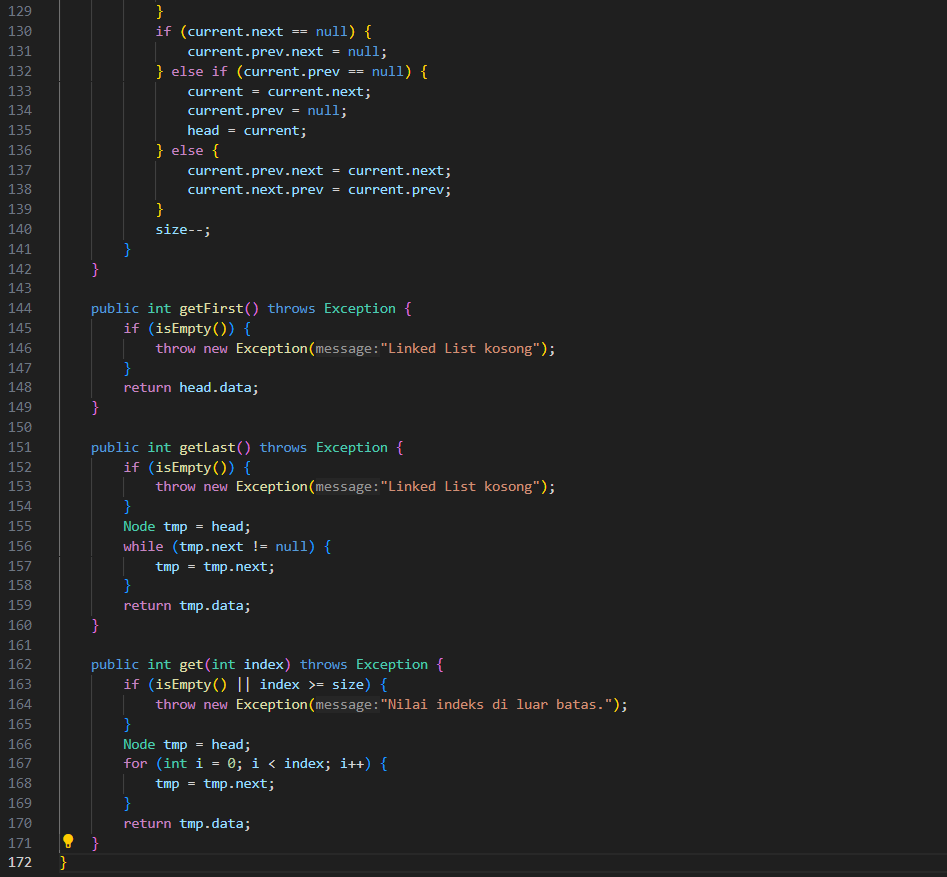 129             }
130             if (current.next == null) {
131                 current.prev.next = null;
132             } else if (current.prev == null) {
133                 current = current.next;
134                 current.prev = null;
135                 head = current;
136             } else {
137                 current.prev.next = current.next;
138                 current.next.prev = current.prev;
139             }
140             size--;
141         }
142     }
143
144     public int getFirst() throws Exception {
145         if (isEmpty()) {
146             throw new Exception(message:"Linked List kosong");
147         }
148         return head.data;
149     }
150
151     public int getLast() throws Exception {
152         if (isEmpty()) {
153             throw new Exception(message:"Linked List kosong");
154         }
155         Node tmp = head;
156         while (tmp.next != null) {
157             tmp = tmp.next;
158         }
159         return tmp.data;
160     }
161
162     public int get(int index) throws Exception {
163         if (isEmpty() || index >= size) {
164             throw new Exception(message:"Nilai indeks di luar batas.");
165         }
166         Node tmp = head;
167         for (int i = 0; i < index; i++) {
168             tmp = tmp.next;
169         }
170         return tmp.data;
171     }
172 }